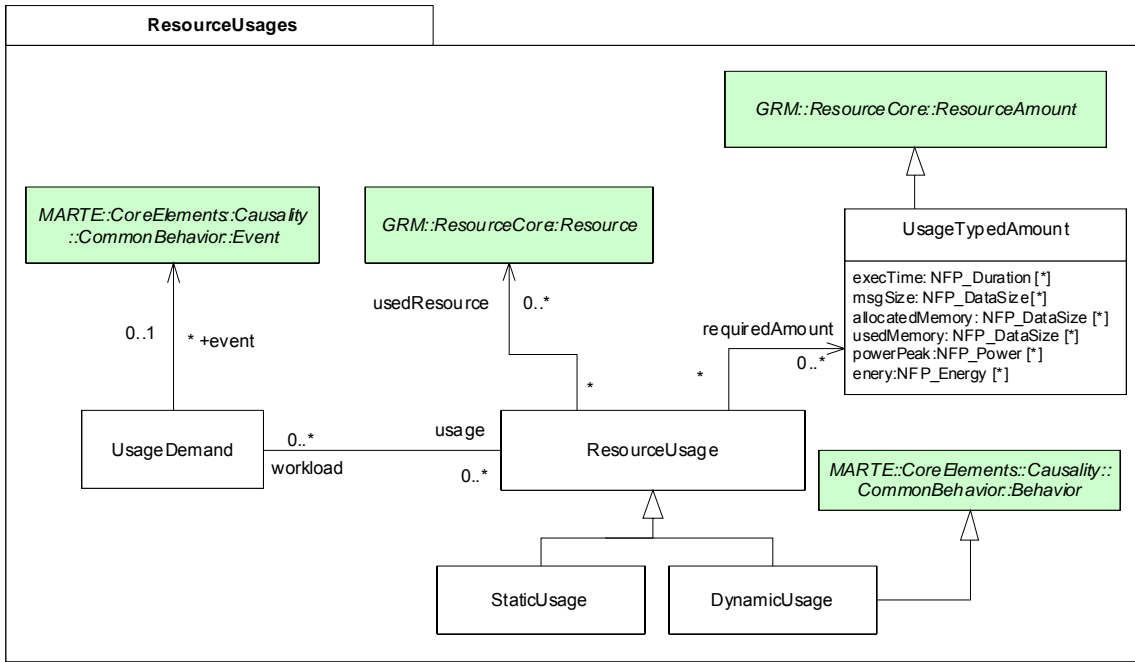 ResourceUsages
GRM::ResourceCore::ResourceAmount
MARTE::CoreElements::Causality
::CommonBehavior::Event
GRM::ResourceCore::Resource
UsageTypedAmount
execTime: NFP_Duration [*]
msgSize: NFP_DataSize[*]
allocatedMemory: NFP_DataSize [*]
usedMemory: NFP_DataSize [*]
powerPeak:NFP_Power [*]
enery:NFP_Energy [*]
usedResource
0..*
0..1
* +event
requiredAmount
0..*
*
*
UsageDemand
0..*
workload
usage
0..*
ResourceUsage
MARTE::CoreElements::Causality::
CommonBehavior::Behavior
StaticUsage
DynamicUsage